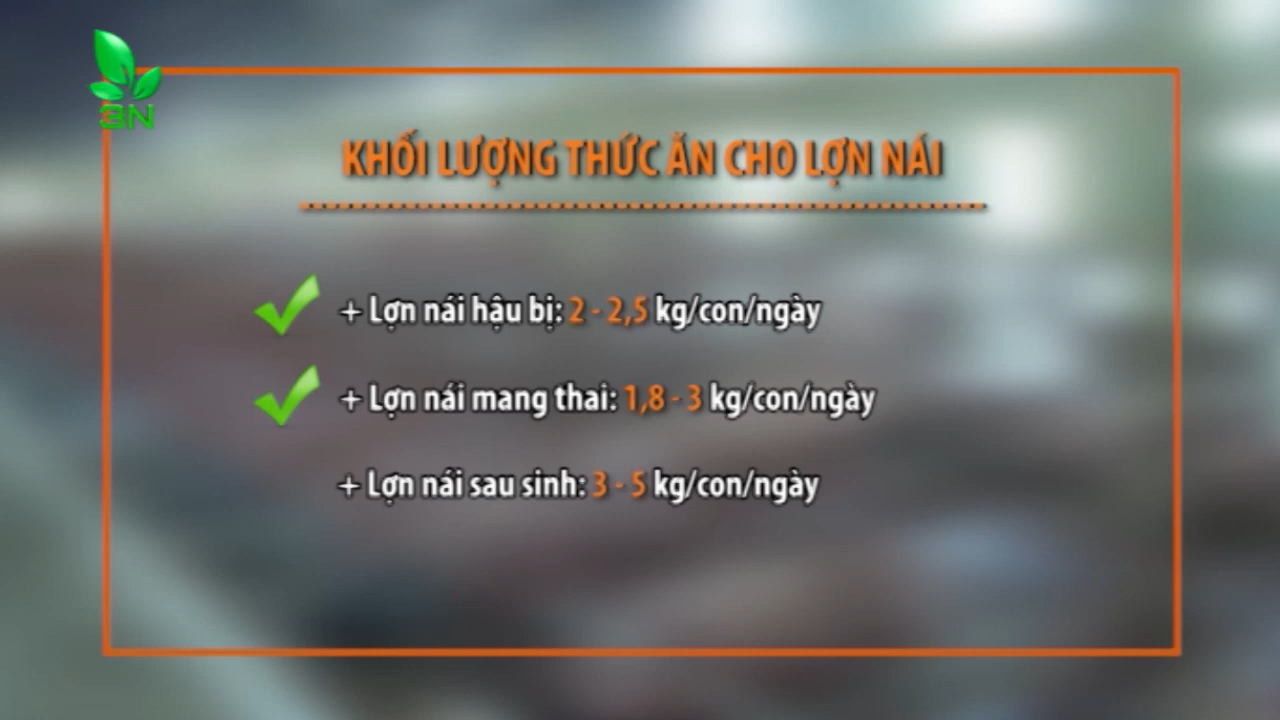 3N
KHỐI LƯỢNG THỨC ĂN CHO LỢN NÁI
+ Lợn nái hậu bị: 2 - 2,5 kg/con/ngày
+ Lợn nái mang thai: 1,8 - 3 kg/con/ngày
+ Lợn nái sau sinh: 3 - 5 kg/con/ngày